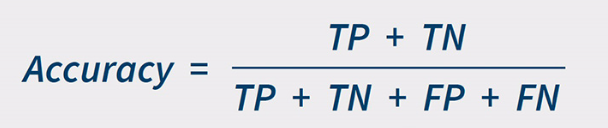 TP + TN
Accuracy =
TP + TN + FP + FN